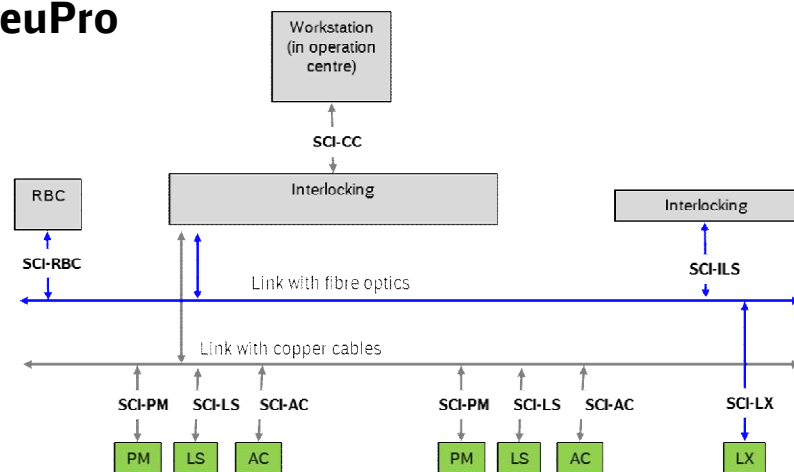 euPro
Workstation
(in operation
centre)
SCI-CC
RBC
Interlocking
Interlocking
SCI-RBC
SCI-ILS
Link with fibre optics
Link with copper cables
SCI-PM
SCI-LS
SCI-AC
SCI-PM
SCI-LS
SCI-AC
SCI-LX
PM
LS
AC
PM
LS
AC
LX